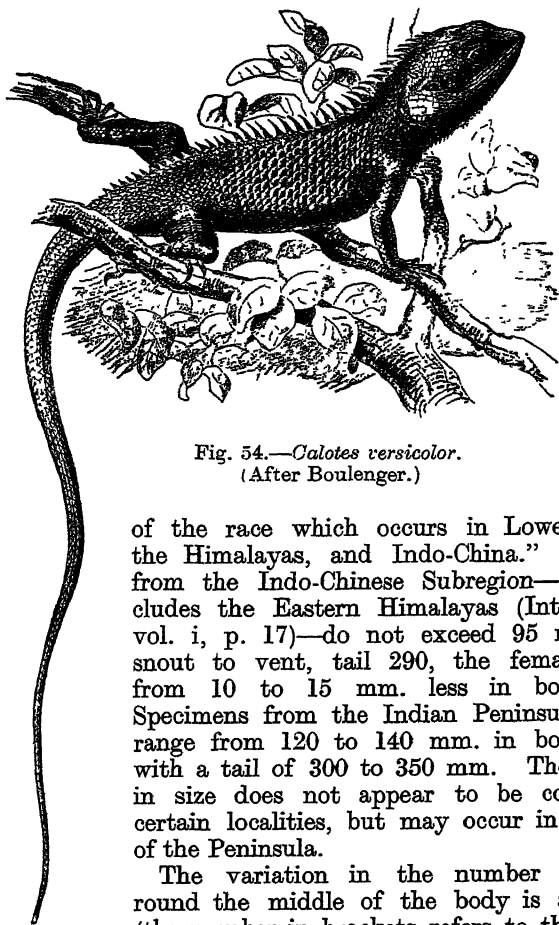 Fig. 54.—Calotes versicolor.
(After Boulenger.)
of the race which occurs in Lowe
the Himalayas, and Indo-China.”
from the Indo-Chinese Subregion—
cludes the Eastern Himalayas (Int
vol. i, p. 17)—do not exceed 95
snout to vent, tail 290, the fema
from 10 to 15 mm. less in bo
Specimens from the Indian Peninsu
range from 120 to 140 mm. in bo
with a tail of 300 to 350 mm. Th
in size does not appear to be co
certain localities, but may occur in
of the Peninsula.
The variation in the number
round the middle of the body is